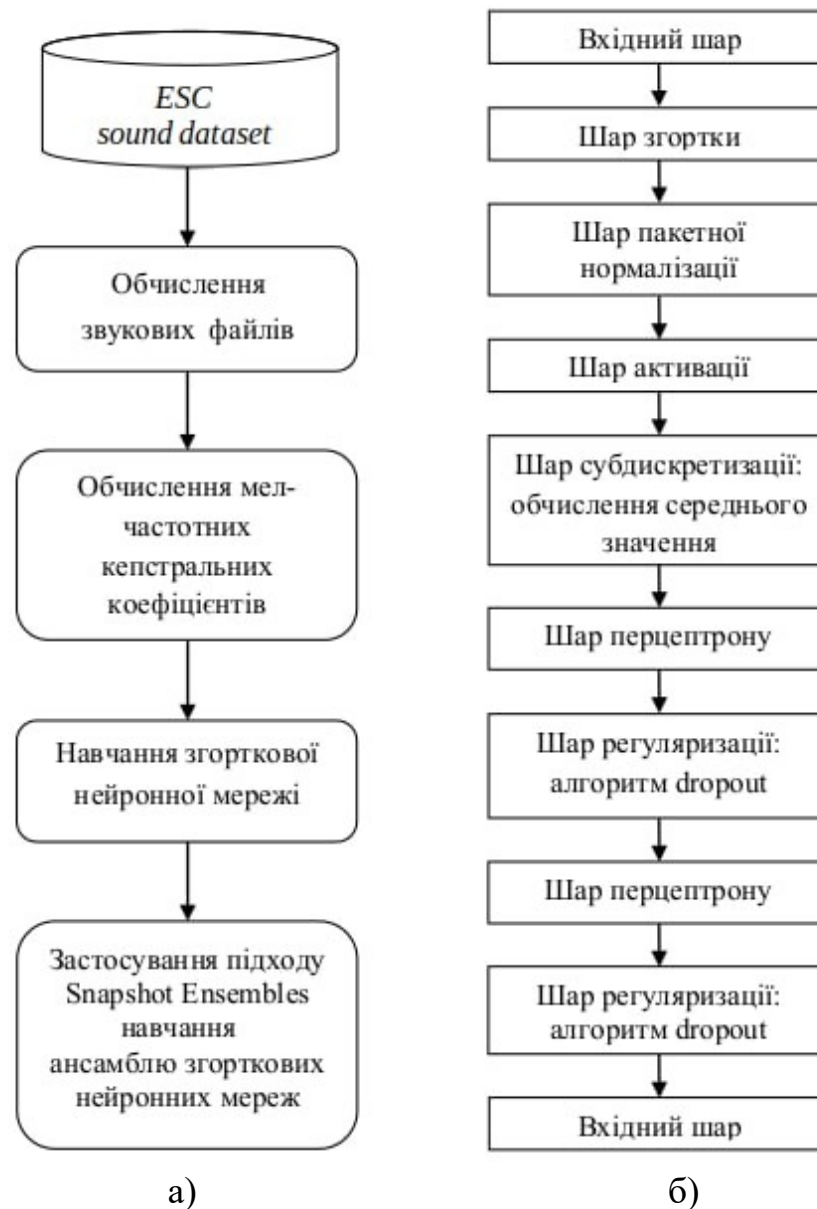 ESC
sound dataset
Обчислення
звукових файлів
Обчислення мел-
частотних
кепстральних
коефіцієнтів
Навчання згорткової
нейронної мережі
Застосування підходу
Snapshot Ensembles
навчання
ансамблю згорткових
нейронних мереж
а)
Вхідний шар
Шар згортки
Шар пакетної
нормалізації
Шар активації
Шар субдискретизації:
обчислення середнього
значення
Шар перцептрону
Шар регуляризації:
алгоритм dropout
Шар перцептрону
Шар регуляризації:
алгоритм dropout
Вхідний шар
б)